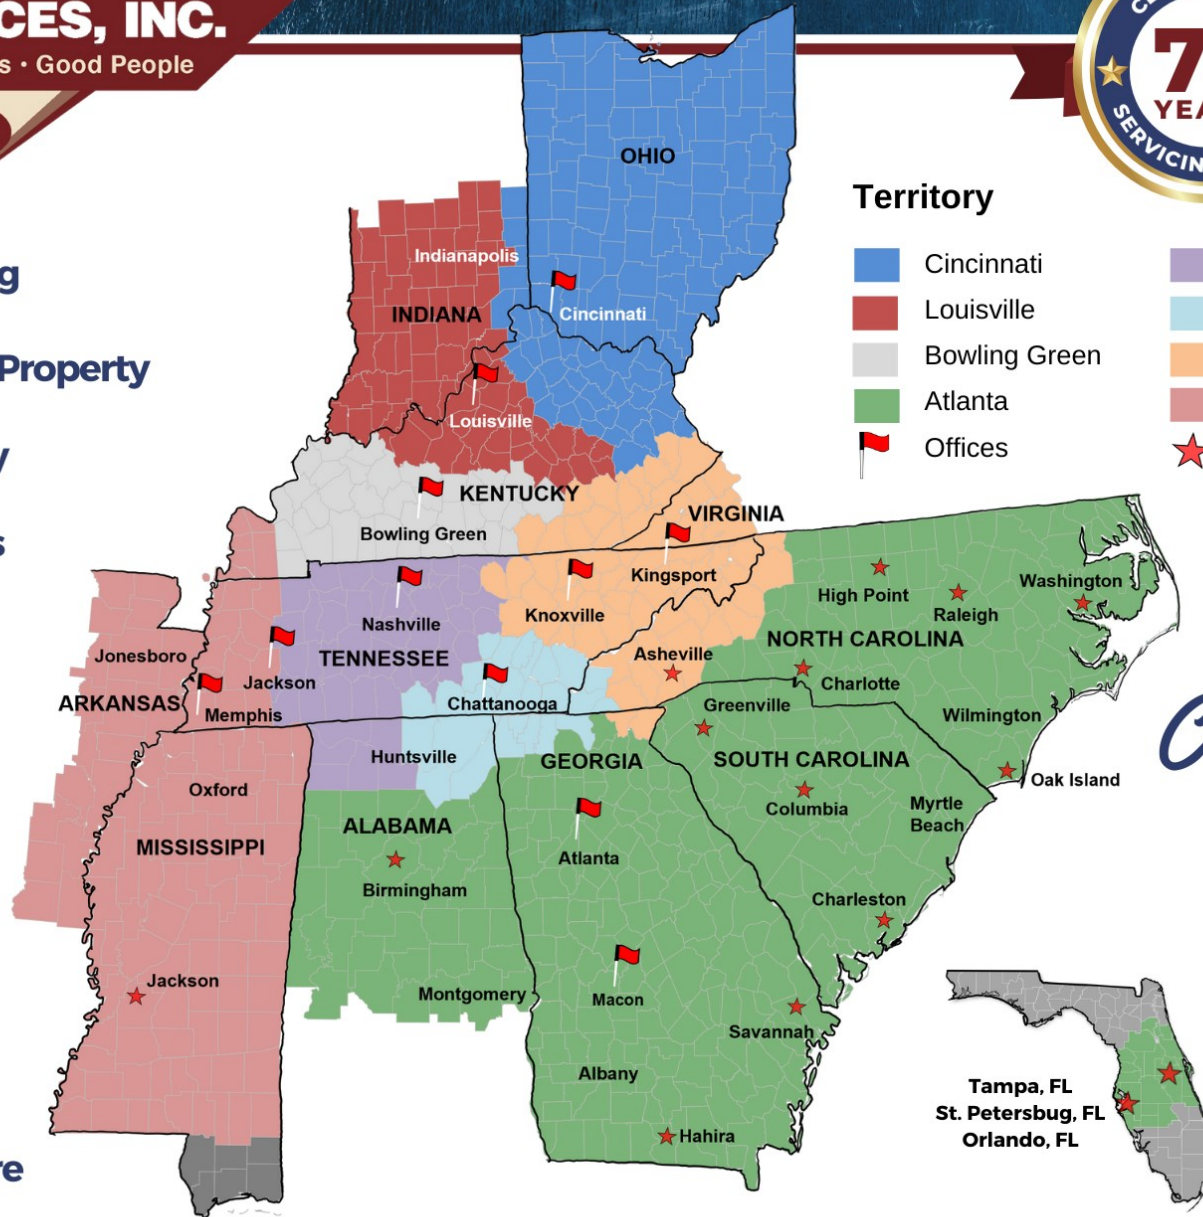 CES, INC.
s · Good People
7
YEA
SERVICIN
g
Property
y
s
re
Territory
Cincinnati
Louisville
Bowling Green
Atlanta
Offices
OHIO
Indianapolis
INDIANA
Cincinnati
Louisville
KENTUCKY
Bowling Green
VIRGINIA
Kingsport
Knoxville
Nashville
TENNESSEE
High Point
Raleigh
Washington
NORTH CAROLINA
Asheville
Charlotte
Jonesboro
ARKANSAS
Jackson
Memphis
Chattanooga
Greenville
Wilmington
Huntsville
GEORGIA
SOUTH CAROLINA
Oak Island
Oxford
Columbia
Myrtle
Beach
MISSISSIPPI
ALABAMA
Birmingham
Atlanta
Charleston
Jackson
Montgomery
Macon
Savannah
Albany
Hahira
Tampa, FL
St. Petersbug, FL
Orlando, FL